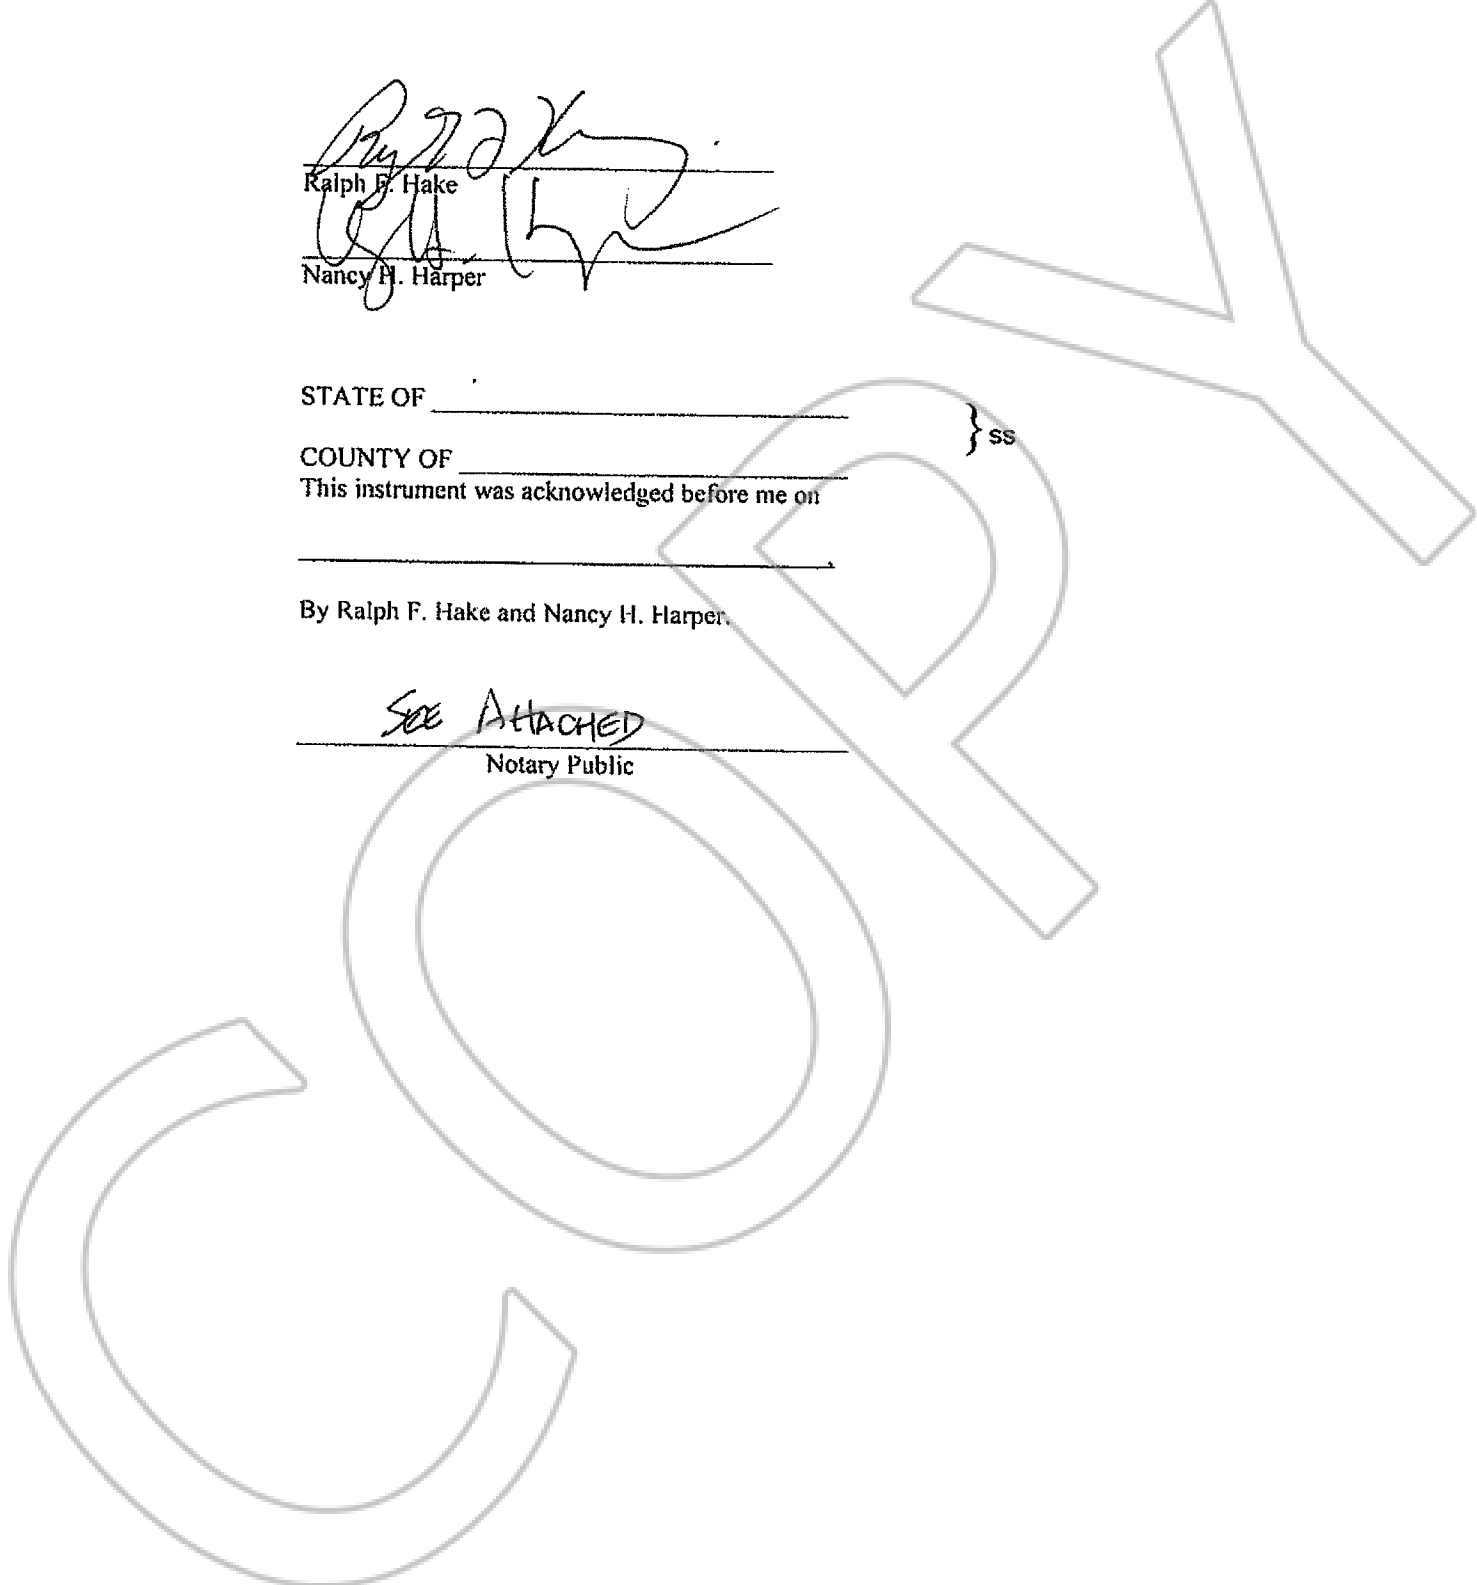 Ralph F. Hake
Nancy H. Harper
STATE OF
} ss
COUNTY OF
This instrument was acknowledged before me on
By Ralph F. Hake and Nancy H. Harper.
SEE ATTACHED
Notary Public
COPY